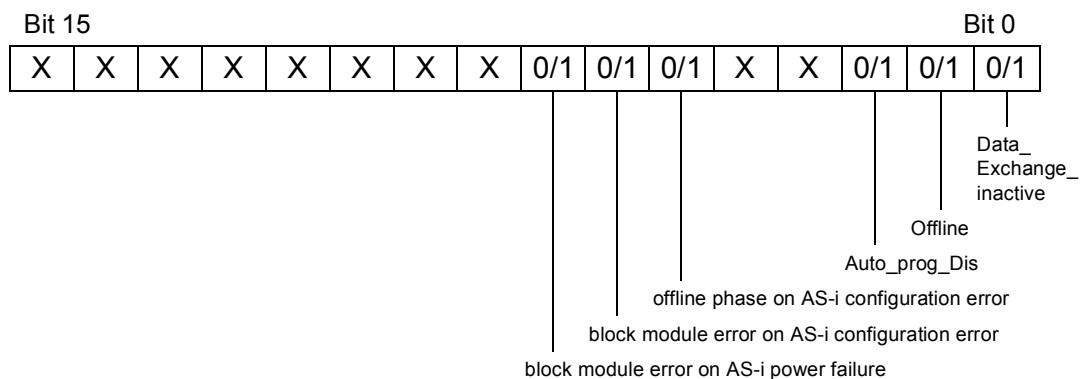 Bit 15 Bit 0
X X X X X X X X 0/1 0/1 0/1 X X 0/1 0/1 0/1
Data_
Exchange_
inactive
Offline
Auto_prog_Dis
offline phase on AS-i configuration error
block module error on AS-i configuration error
block module error on AS-i power failure